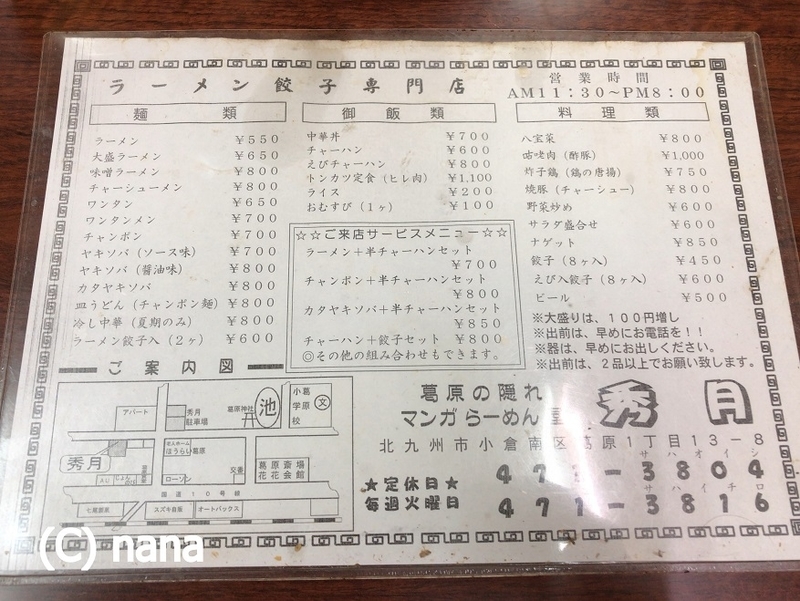 ラーメン餃子専門店
営業時間
AM11:30～PM8:00
麺類
ラーメン ¥550
大盛ラーメン ¥650
味噌ラーメン ¥800
チャーシューメン ¥800
ワンタン ¥650
ワンタンメン ¥700
チャンポン ¥700
ヤキソバ（ソース味） ¥700
ヤキソバ（醤油味） ¥800
カタヤキソバ ¥800
皿うどん（チャンポン麺） ¥800
冷し中華（夏期のみ） ¥800
ラーメン餃子入（2ヶ） ¥600
御飯類
中華丼 ¥700
チャーハン ¥600
えびチャーハン ¥800
トンカツ定食（ヒレ肉） ¥1,100
ライス ¥200
おむすび（1ヶ） ¥100
☆☆ご来店サービスメニュー☆☆
ラーメン＋半チャーハンセット
¥700
チャンポン＋半チャーハンセット
¥800
カタヤキソバ＋半チャーハンセット
¥850
チャーハン＋餃子セット ¥800
◎その他の組み合わせもできます。
料理類
八宝菜 ¥800
咕咾肉（酢豚） ¥1,000
炸子鶏（鶏の唐揚） ¥750
焼豚（チャーシュー） ¥800
野菜炒め ¥600
サラダ盛合せ ¥600
ナゲット ¥850
餃子（8ヶ入） ¥450
えび入餃子（8ヶ入） ¥600
ビール ¥500
※大盛りは、100円増し
※出前は、早めにお電話を！！
※器は、早めにお出しください。
※出前は、2品以上でお願い致します。
ご案内図
アパート
秀月
駐車場
葛原神社
池
小葛
学原
校
文
秀月
老人ホーム
ほうらい葛原
ローソン
交番
葛原斎場
花花会館
国道10号線
スズキ自販
オートバックス
葛原の隠れ
マンガらーめん屋
秀月
北九州市小倉南区葛原1丁目13-8
★定休日★
毎週火曜日
サハオイシ
471-3804
サハイチロ
471-3816
(C) nana